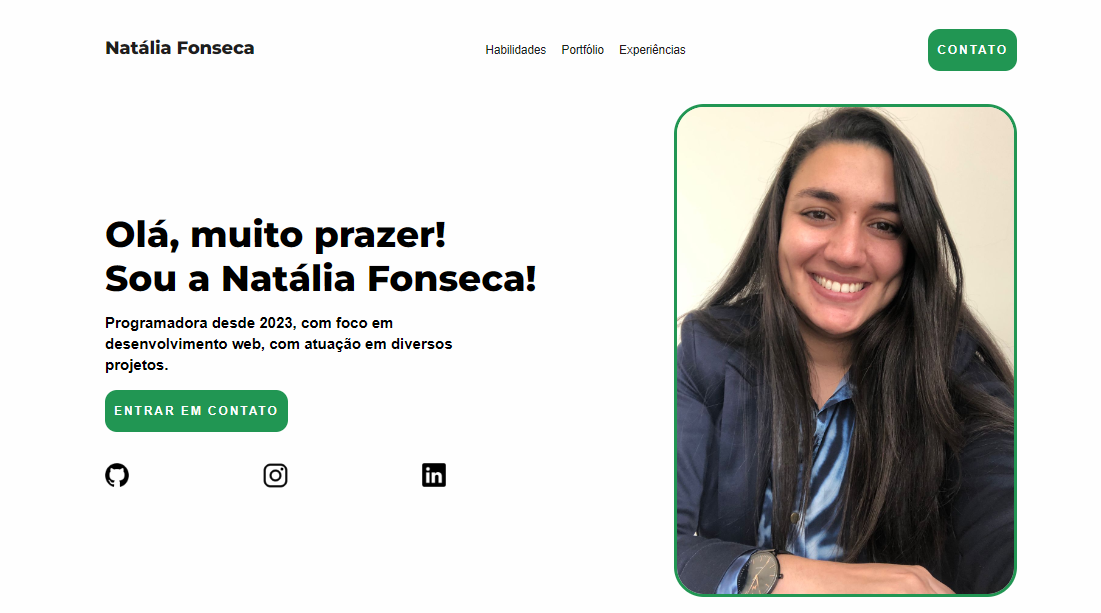 Natália Fonseca
Habilidades Portfólio Experiências
CONTATO
Olá, muito prazer!
Sou a Natália Fonseca!
Programadora desde 2023, com foco em
desenvolvimento web, com atuação em diversos
projetos.
ENTRAR EM CONTATO
in